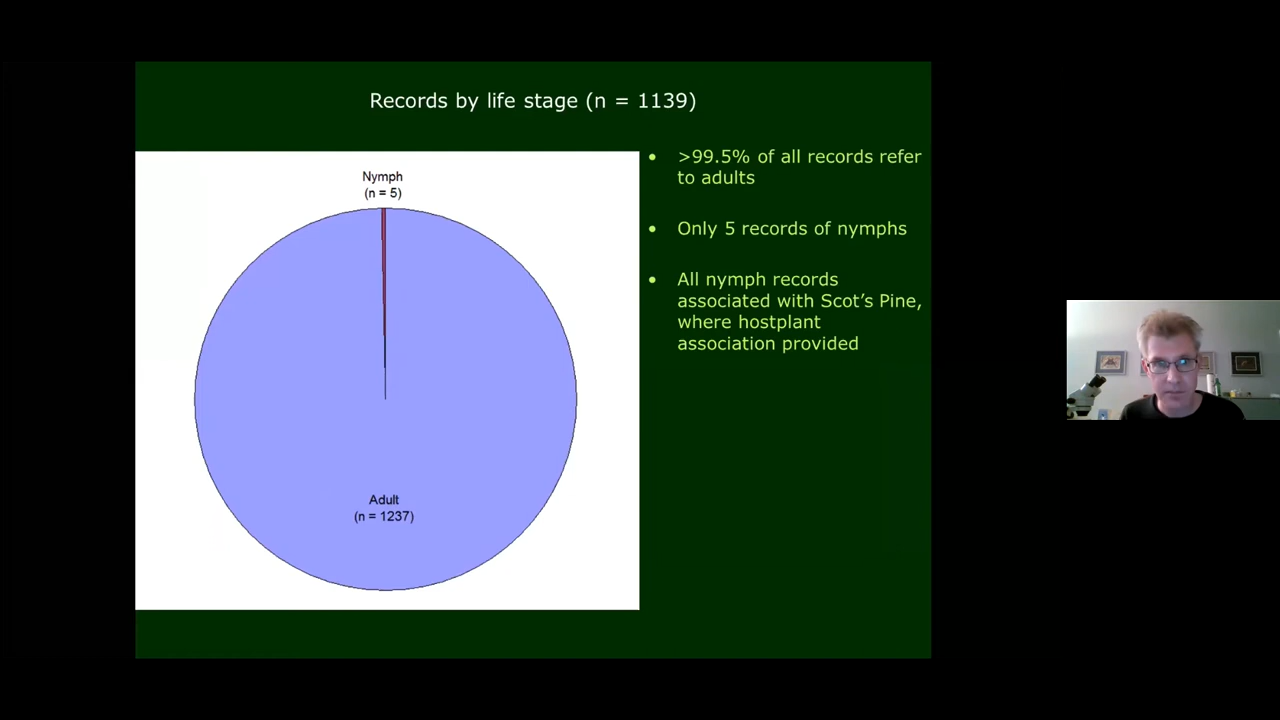 Records by life stage (n = 1139)
Nymph
(n = 5)
Adult
(n = 1237)
• >99.5% of all records refer
to adults
• Only 5 records of nymphs
• All nymph records
associated with Scot’s Pine,
where hostplant
association provided